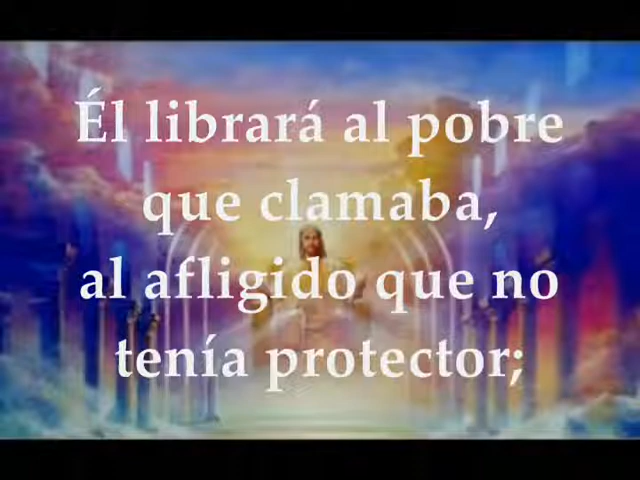 Él librará al pobre
que clamaba,
al afligido que no
tenía protector;